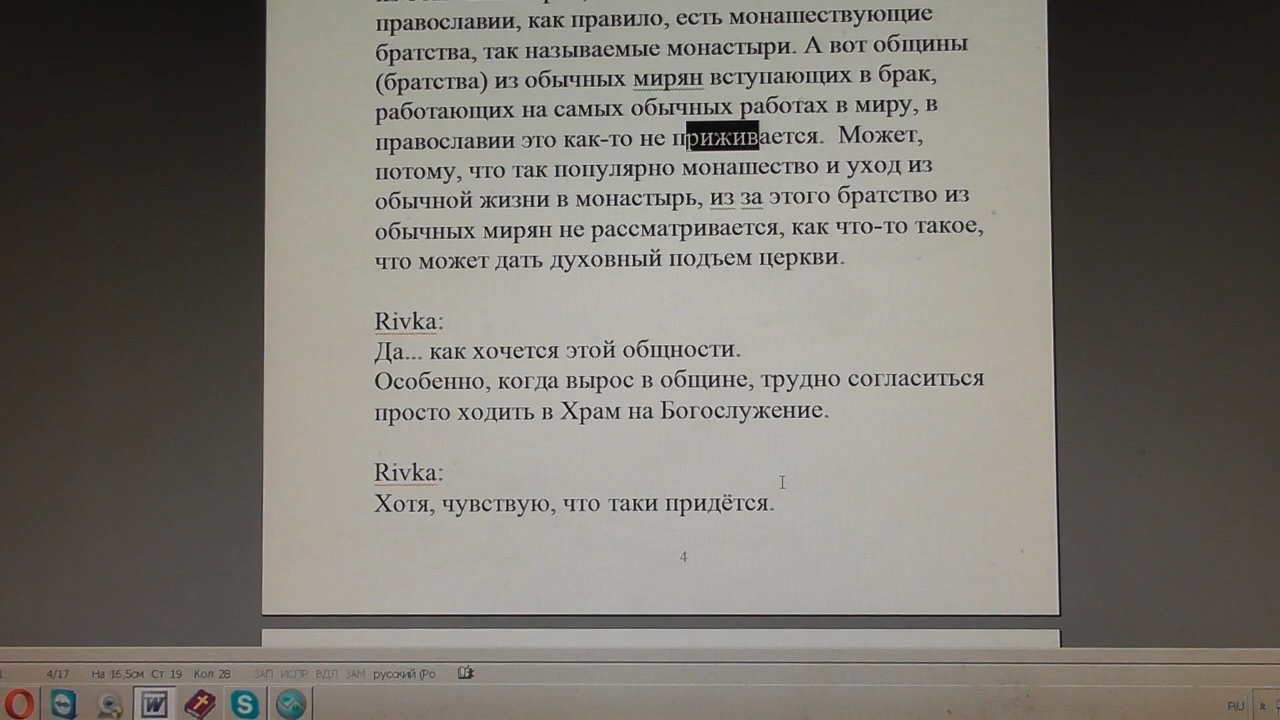 православии, как правило, есть монашествующие
братства, так называемые монастыри. А вот общины
(братства) из обычных мирян вступающих в брак,
работающих на самых обычных работах в миру, в
православии это как-то не приживается. Может,
потому, что так популярно монашество и уход из
обычной жизни в монастырь, из за этого братство из
обычных мирян не рассматривается, как что-то такое,
что может дать духовный подъем церкви.
Rivka:
Да... как хочется этой общности.
Особенно, когда вырос в общине, трудно согласиться
просто ходить в Храм на Богослужение.
Rivka:
Хотя, чувствую, что таки придётся.
4
4/17 На 16,5см Ст 19 Кол 28 ЗАП ИСПР ВДЛ ЗАМ русский (Ро
RU